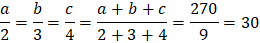 a/2 = b/3 = c/4 = (a + b + c)/(2 + 3 + 4) = 270/9 = 30